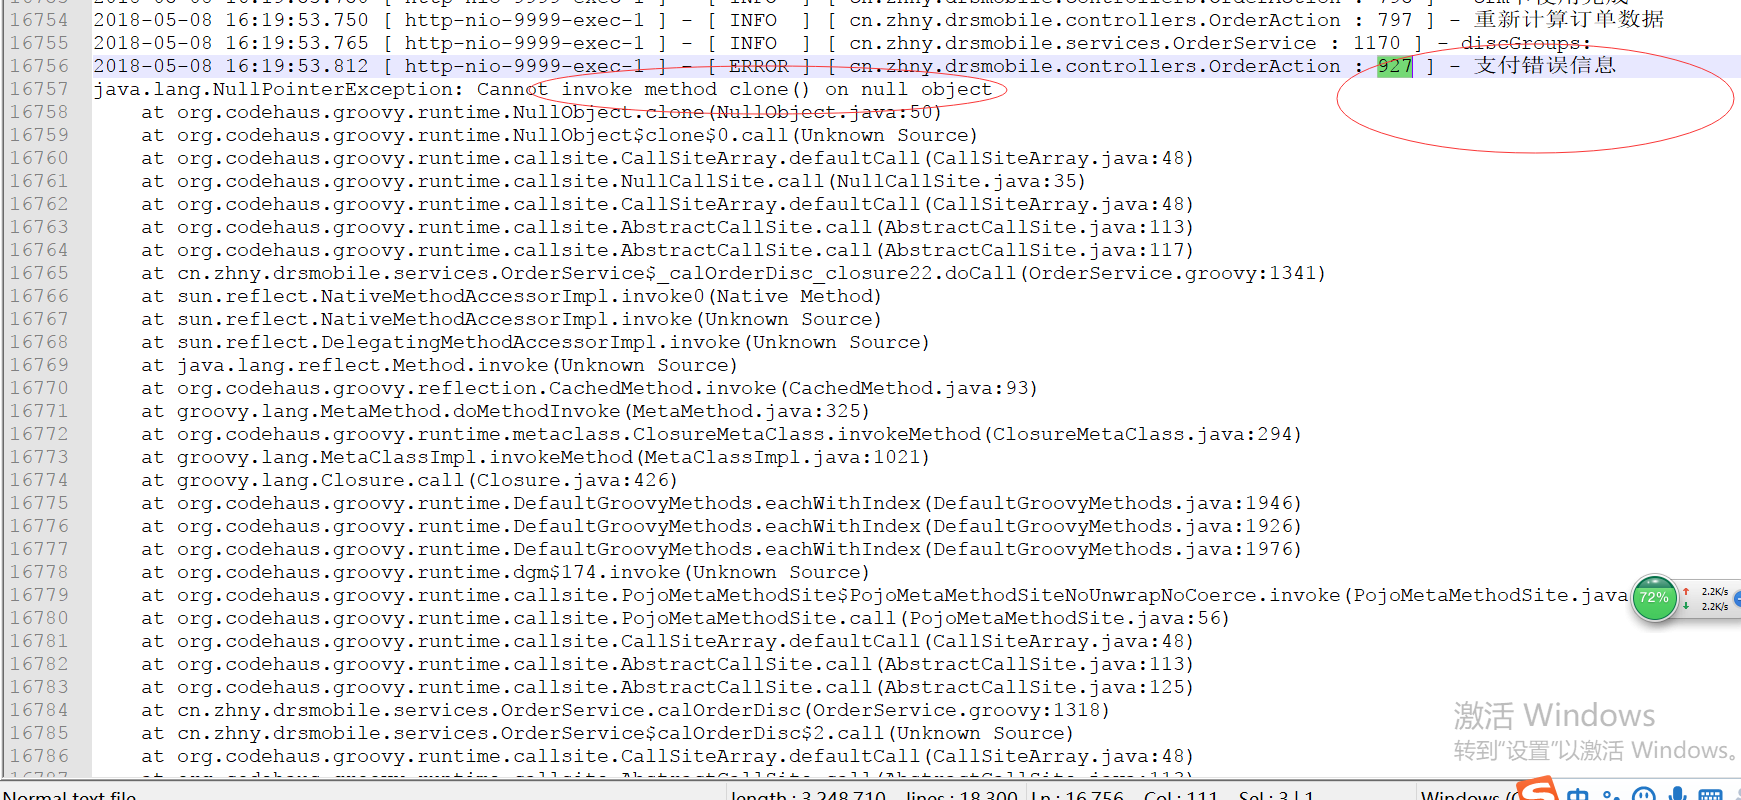 16754 2018-05-08 16:19:53.750 [ http-nio-9999-exec-1 ] - [ INFO  ] [ cn.zhny.drsmobile.controllers.OrderAction : 797 ] - 重新计算订单数据
16755 2018-05-08 16:19:53.765 [ http-nio-9999-exec-1 ] - [ INFO  ] [ cn.zhny.drsmobile.services.OrderService : 1170 ] - discGroups:
16756 2018-05-08 16:19:53.812 [ http-nio-9999-exec-1 ] - [ ERROR ] [ cn.zhny.drsmobile.controllers.OrderAction : 927 ] - 支付错误信息
16757 java.lang.NullPointerException: Cannot invoke method clone() on null object
16758     at org.codehaus.groovy.runtime.NullObject.clone(NullObject.java:50)
16759     at org.codehaus.groovy.runtime.NullObject$clone$0.call(Unknown Source)
16760     at org.codehaus.groovy.runtime.callsite.CallSiteArray.defaultCall(CallSiteArray.java:48)
16761     at org.codehaus.groovy.runtime.callsite.NullCallSite.call(NullCallSite.java:35)
16762     at org.codehaus.groovy.runtime.callsite.CallSiteArray.defaultCall(CallSiteArray.java:48)
16763     at org.codehaus.groovy.runtime.callsite.AbstractCallSite.call(AbstractCallSite.java:113)
16764     at org.codehaus.groovy.runtime.callsite.AbstractCallSite.call(AbstractCallSite.java:117)
16765     at cn.zhny.drsmobile.services.OrderService$_calOrderDisc_closure22.doCall(OrderService.groovy:1341)
16766     at sun.reflect.NativeMethodAccessorImpl.invoke0(Native Method)
16767     at sun.reflect.NativeMethodAccessorImpl.invoke(Unknown Source)
16768     at sun.reflect.DelegatingMethodAccessorImpl.invoke(Unknown Source)
16769     at java.lang.reflect.Method.invoke(Unknown Source)
16770     at org.codehaus.groovy.reflection.CachedMethod.invoke(CachedMethod.java:93)
16771     at groovy.lang.MetaMethod.doMethodInvoke(MetaMethod.java:325)
16772     at org.codehaus.groovy.runtime.metaclass.ClosureMetaClass.invokeMethod(ClosureMetaClass.java:294)
16773     at groovy.lang.MetaClassImpl.invokeMethod(MetaClassImpl.java:1021)
16774     at groovy.lang.Closure.call(Closure.java:426)
16775     at org.codehaus.groovy.runtime.DefaultGroovyMethods.eachWithIndex(DefaultGroovyMethods.java:1946)
16776     at org.codehaus.groovy.runtime.DefaultGroovyMethods.eachWithIndex(DefaultGroovyMethods.java:1926)
16777     at org.codehaus.groovy.runtime.DefaultGroovyMethods.eachWithIndex(DefaultGroovyMethods.java:1976)
16778     at org.codehaus.groovy.runtime.dgm$174.invoke(Unknown Source)
16779     at org.codehaus.groovy.runtime.callsite.PojoMetaMethodSite$PojoMetaMethodSiteNoUnwrapNoCoerce.invoke(PojoMetaMethodSite.java
72% 2.2K/s
2.2K/s
16780     at org.codehaus.groovy.runtime.callsite.PojoMetaMethodSite.call(PojoMetaMethodSite.java:56)
16781     at org.codehaus.groovy.runtime.callsite.CallSiteArray.defaultCall(CallSiteArray.java:48)
16782     at org.codehaus.groovy.runtime.callsite.AbstractCallSite.call(AbstractCallSite.java:113)
16783     at org.codehaus.groovy.runtime.callsite.AbstractCallSite.call(AbstractCallSite.java:125)
16784     at cn.zhny.drsmobile.services.OrderService.calOrderDisc(OrderService.groovy:1318)
16785     at cn.zhny.drsmobile.services.OrderService$calOrderDisc$2.call(Unknown Source)
16786     at org.codehaus.groovy.runtime.callsite.CallSiteArray.defaultCall(CallSiteArray.java:48)
激活 Windows
转到“设置”以激活 Windows。
Normal text file length : 3,248,710 lines : 18,300 Ln : 16,756 Col : 111 Sel : 3 | 1 Windows (
中